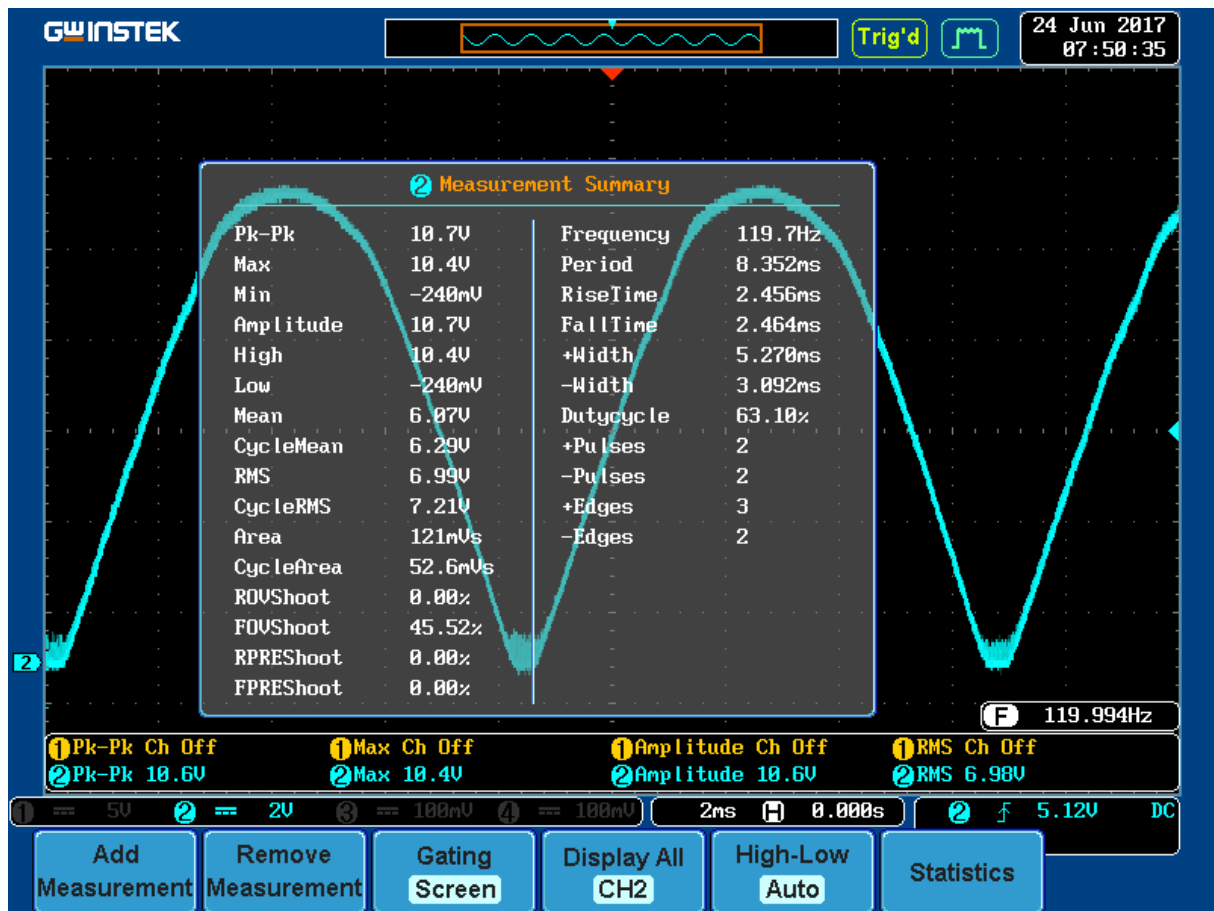 GWINSTEK
Trig'd
24 Jun 2017
07:50:35
2 Measurement Summary
Pk-Pk 10.7V Frequency 119.7Hz
Max 10.4V Period 8.352ms
Min -240mV RiseTime 2.456ms
Amplitude 10.7V FallTime 2.464ms
High 10.4V +Width 5.270ms
Low -240mV -Width 3.092ms
Mean 6.07V Dutycycle 63.10%
CycleMean 6.29V +Pulses 2
RMS 6.99V -Pulses 2
CycleRMS 7.21V +Edges 3
Area 121mVs -Edges 2
CycleArea 52.6mVs
ROVShoot 0.00%
FOVShoot 45.52%
2 RPREShoot 0.00%
FPREShoot 0.00%
F 119.994Hz
1 Pk-Pk Ch Off 1 Max Ch Off 1 Amplitude Ch Off 1 RMS Ch Off
2 Pk-Pk 10.6V 2 Max 10.4V 2 Amplitude 10.6V 2 RMS 6.98V
1 5V 2 2V 3 100mV 4 100mV 2ms H 0.000s 2 5.12V DC
Add Measurement
Remove Measurement
Gating
Screen
Display All
CH2
High-Low
Auto
Statistics